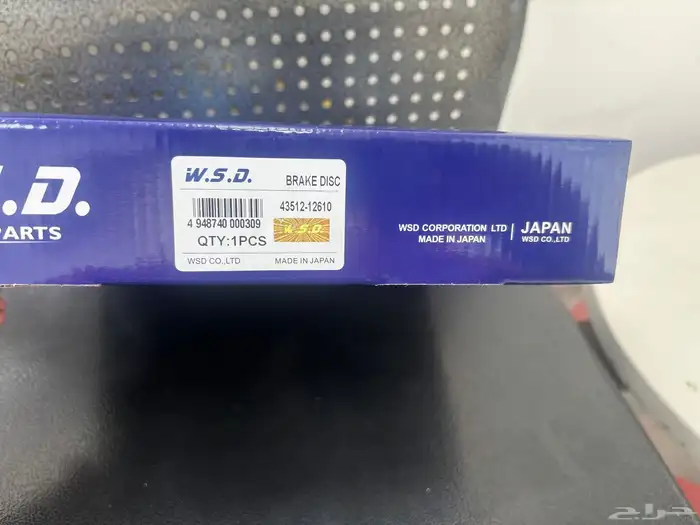 .S.D.
PARTS
W.S.D. BRAKE DISC
43512-12610
4 948740 000309
W.S.D.
QTY:1PCS
WSD CO.,LTD MADE IN JAPAN
WSD CORPORATION LTD
MADE IN JAPAN
JAPAN
WSD CO.,LTD
حراج